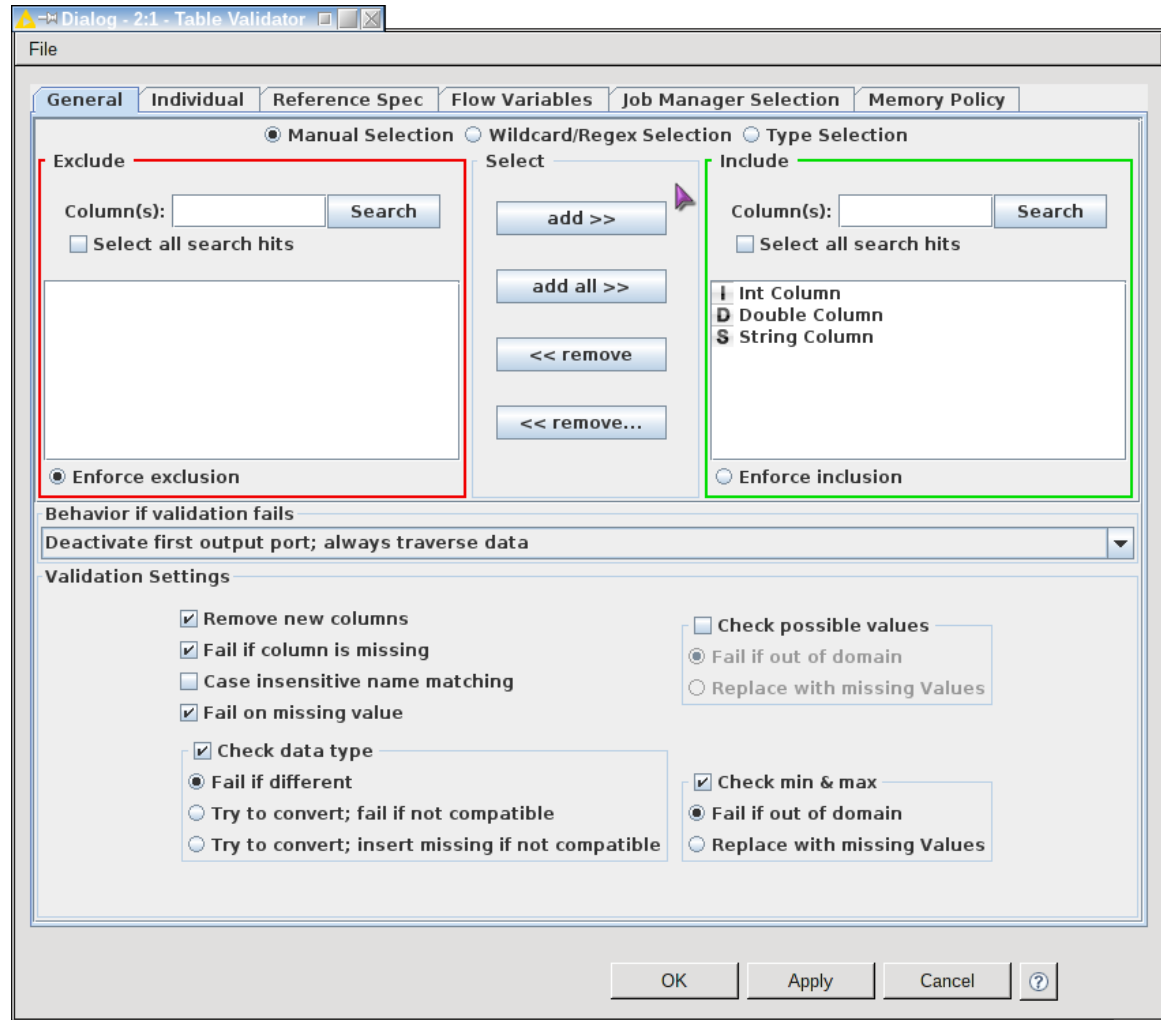 Dialog - 2:1 - Table Validator
File
General Individual Reference Spec Flow Variables Job Manager Selection Memory Policy
Manual Selection Wildcard/Regex Selection Type Selection
Exclude Select Include
Column(s): Search add >> Column(s): Search
Select all search hits Select all search hits
add all >>
I Int Column
D Double Column
S String Column
<< remove
<< remove...
Enforce exclusion Enforce inclusion
Behavior if validation fails
Deactivate first output port; always traverse data
Validation Settings
Remove new columns
Fail if column is missing
Case insensitive name matching
Fail on missing value
Check possible values
Fail if out of domain
Replace with missing Values
Check data type
Fail if different
Try to convert; fail if not compatible
Try to convert; insert missing if not compatible
Check min & max
Fail if out of domain
Replace with missing Values
OK Apply Cancel ?